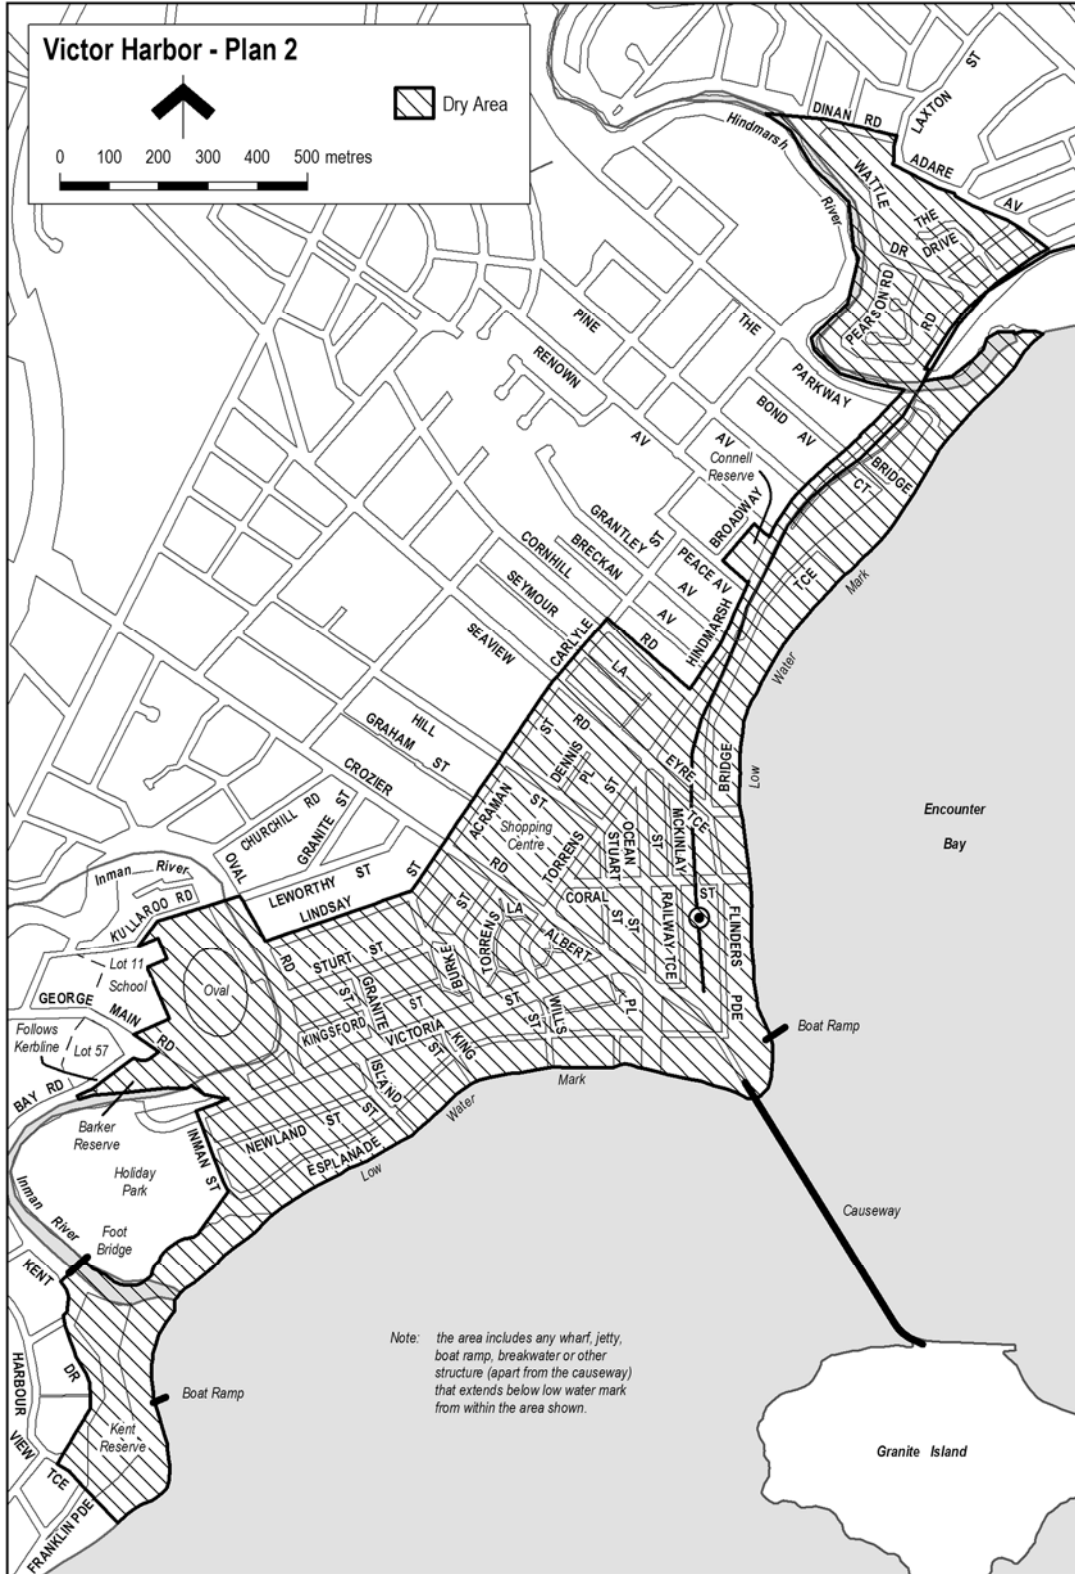 Victor Harbor - Plan 2
Dry Area
0 100 200 300 400 500 metres
DINAN RD
LAXTON ST
Hindmarsh
River
ADARE
AV
WATTLE
DR
THE
DRIVE
PEARSON RD
RD
PINE
AV
THE
PARKWAY
RENOWN
AV
BOND
AV
Connell
Reserve
BRIDGE
CT
BROADWAY
GRANTLEY
ST
BRECKAN
AV
PEACE AV
CORNHILL
RD
SEYMOUR
AV
SEAVIEW
RD
CARLYLE
ST
HINDMARSH
TCE
Mark
Water
Low
LA
HILL
ST
GRAHAM
ST
CROZIER
RD
DENNIS
PL
ST
EYRE
TCE
BRIDGE
Encounter
Bay
ACRAMAN
ST
Shopping
Centre
TORRENS
OCEAN
ST
STUART
ST
MCKINLAY
ST
CHURCHILL RD
GRANITE ST
OVAL
RD
LEWORTHY ST
LINDSAY
Inman River
KULLAROO RD
CORAL
ST
RAILWAY TCE
FLINDERS
PDE
LA
TORRENS
ST
ALBERT
PL
BURKE
ST
STURT ST
Lot 11
School
Oval
GEORGE
MAIN
RD
Follows
Kerbline
Lot 57
BAY RD
KINGSFORD
ST
GRANITE
ST
VICTORIA
ST
KING
WILL'S
ST
Boat Ramp
ISLAND
ST
Mark
Water
Low
Barker
Reserve
INMAN ST
NEWLAND ST
ESPLANADE
Holiday
Park
Inman
River
Foot
Bridge
Causeway
KENT
DR
HARBOUR
VIEW
TCE
Boat Ramp
Kent
Reserve
FRANKLIN PDE
Note: the area includes any wharf, jetty,
boat ramp, breakwater or other
structure (apart from the causeway)
that extends below low water mark
from within the area shown.
Granite Island